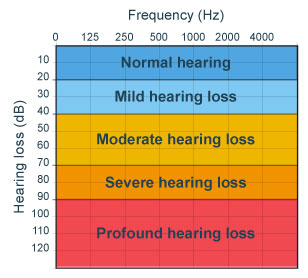 Frequency (Hz)
0 125 250 500 1000 2000 4000
Hearing loss (dB)
10
Normal hearing
20
30
Mild hearing loss
40
50
Moderate hearing loss
60
70
80
Severe hearing loss
90
100
110
Profound hearing loss
120